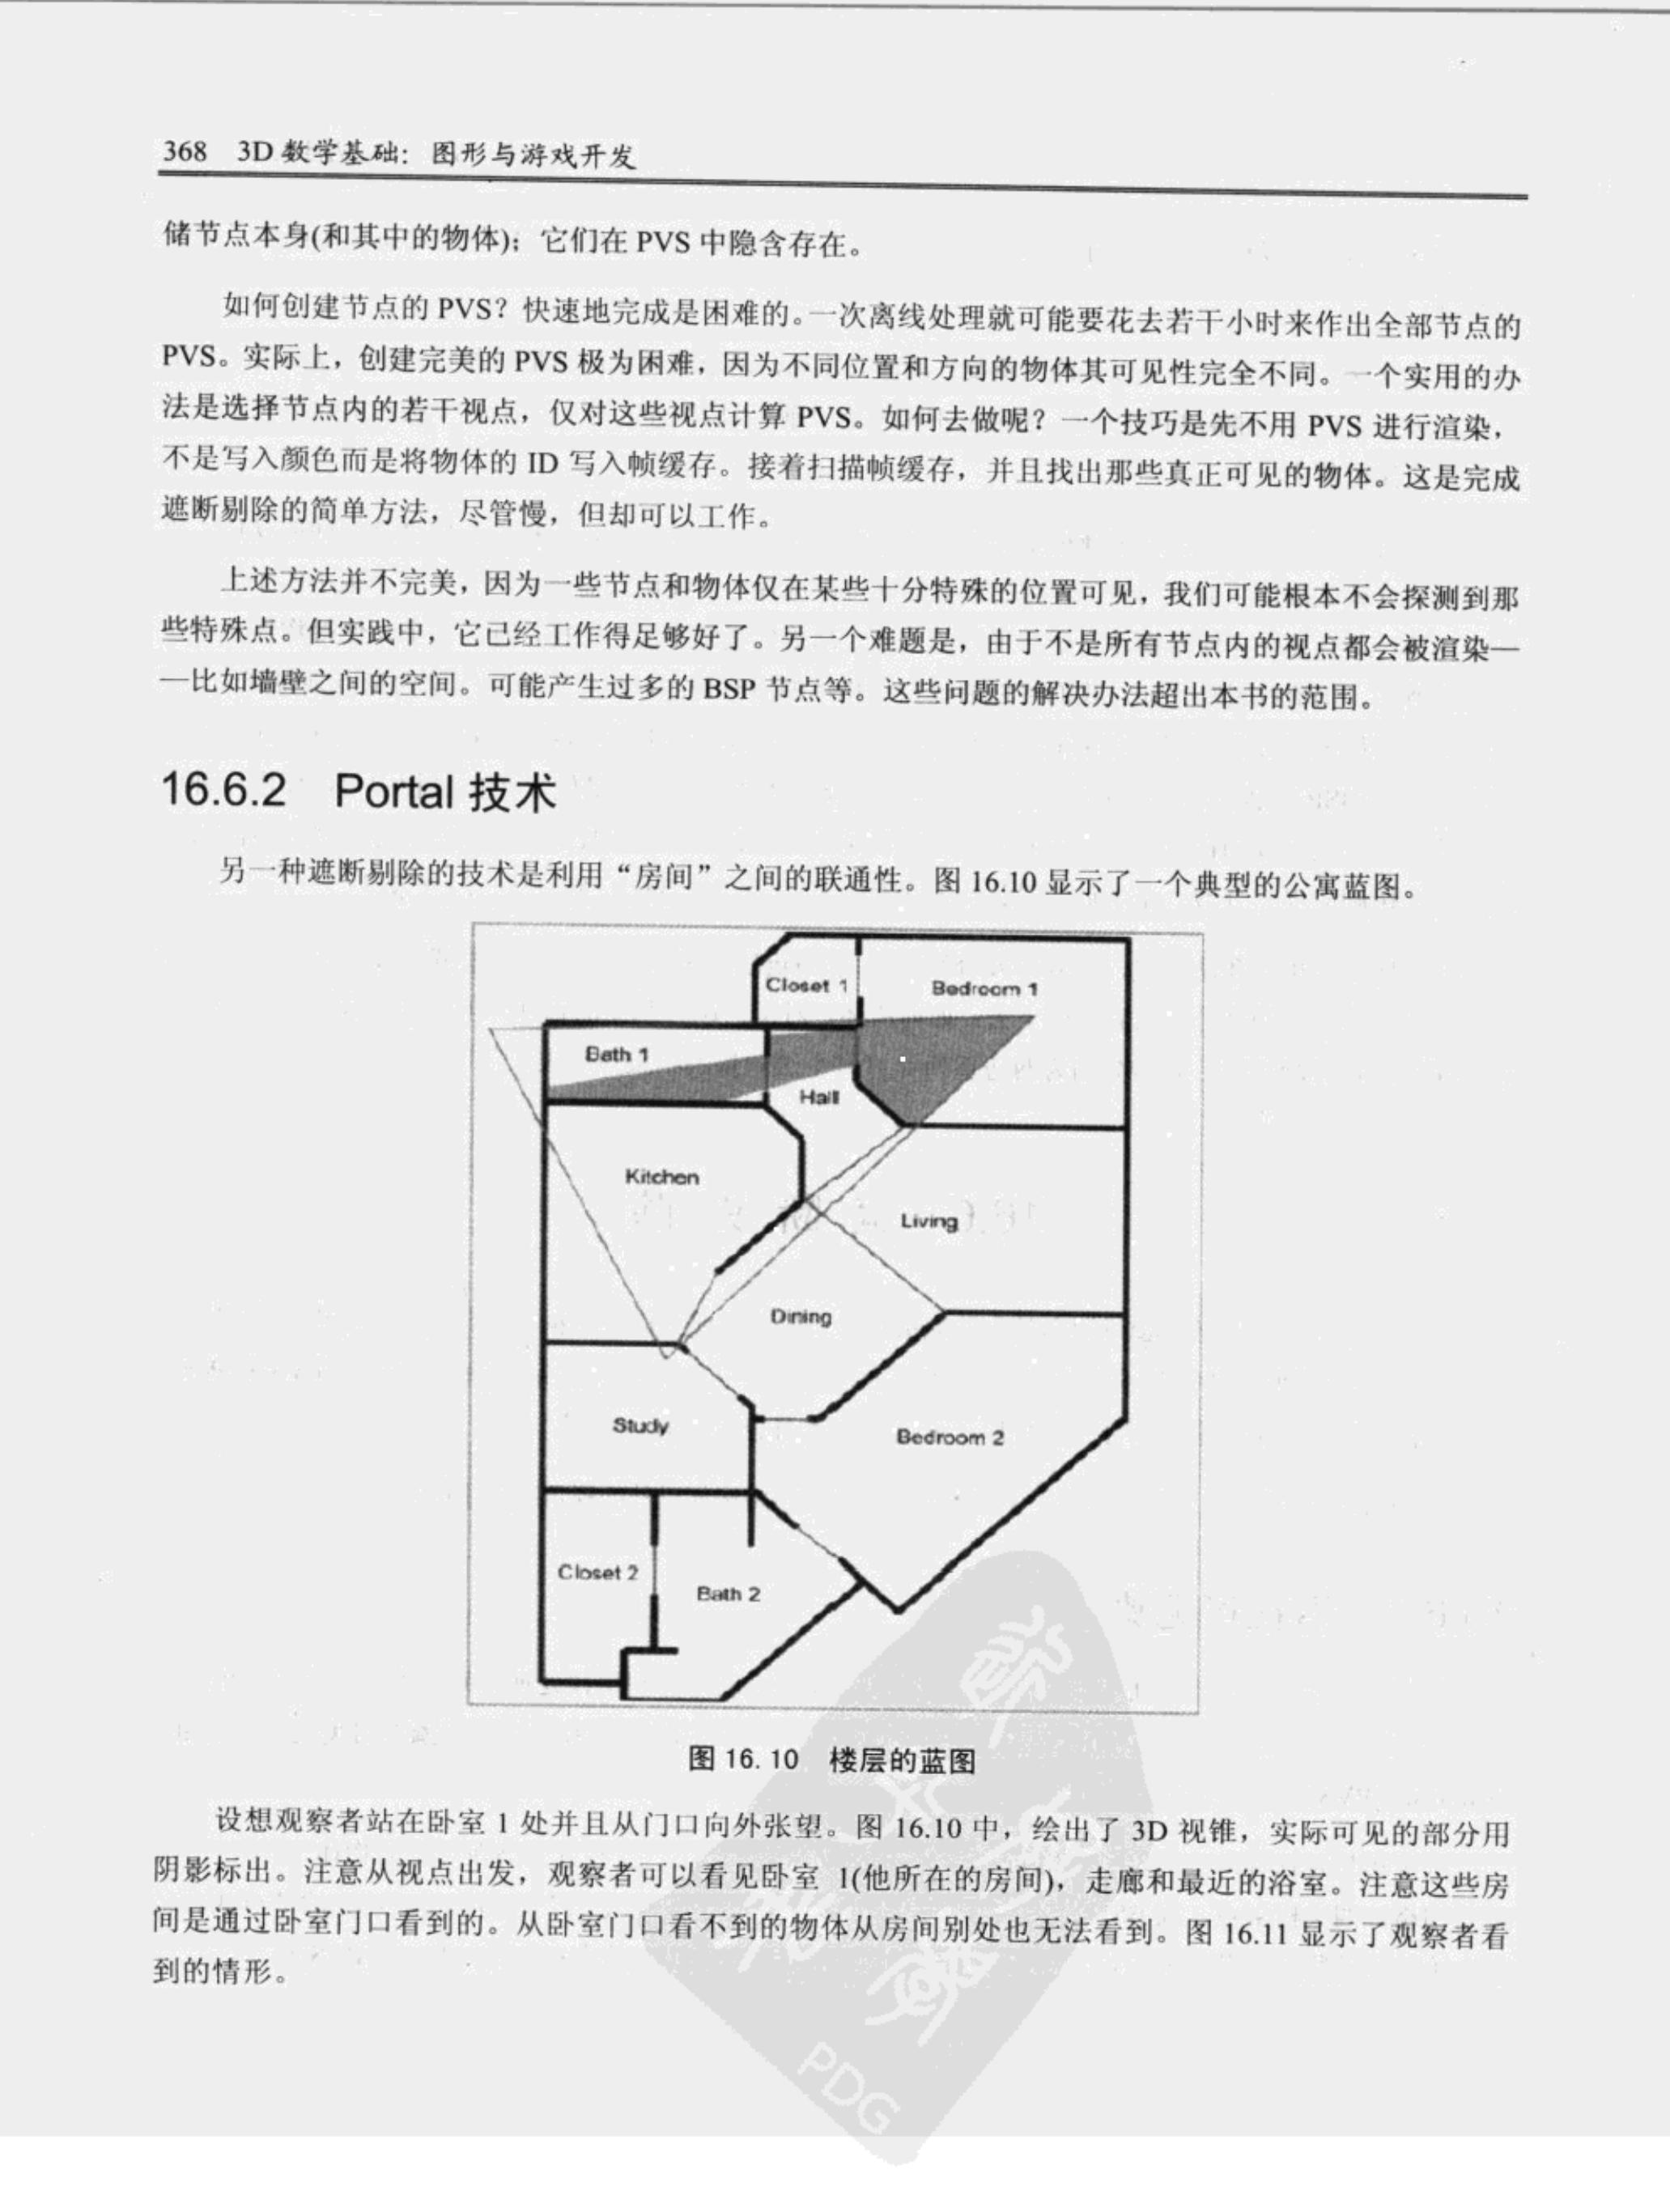 368 3D 数学基础：图形与游戏开发
储节点本身(和其中的物体)；它们在 PVS 中隐含存在。
如何创建节点的 PVS？快速地完成是困难的。一次离线处理就可能要花去若干小时来作出全部节点的
PVS。实际上，创建完美的 PVS 极为困难，因为不同位置和方向的物体其可见性完全不同。一个实用的办
法是选择节点内的若干视点，仅对这些视点计算 PVS。如何去做呢？一个技巧是先不用 PVS 进行渲染，
不是写入颜色而是将物体的 ID 写入帧缓存。接着扫描帧缓存，并且找出那些真正可见的物体。这是完成
遮断剔除的简单方法，尽管慢，但却可以工作。
上述方法并不完美，因为一些节点和物体仅在某些十分特殊的位置可见，我们可能根本不会探测到那
些特殊点。但实践中，它已经工作得足够好了。另一个难题是，由于不是所有节点内的视点都会被渲染—
—比如墙壁之间的空间。可能产生过多的 BSP 节点等。这些问题的解决办法超出本书的范围。
16.6.2 Portal 技术
另一种遮断剔除的技术是利用“房间”之间的联通性。图 16.10 显示了一个典型的公寓蓝图。
Closet 1
Bedroom 1
Bath 1
Hall
Kitchen
Living
Dining
Study
Bedroom 2
Closet 2
Bath 2
图 16.10 楼层的蓝图
设想观察者站在卧室 1 处并且从门口向外张望。图 16.10 中，绘出了 3D 视锥，实际可见的部分用
阴影标出。注意从视点出发，观察者可以看见卧室 1(他所在的房间)，走廊和最近的浴室。注意这些房
间是通过卧室门口看到的。从卧室门口看不到的物体从房间别处也无法看到。图 16.11 显示了观察者看
到的情形。
PDG